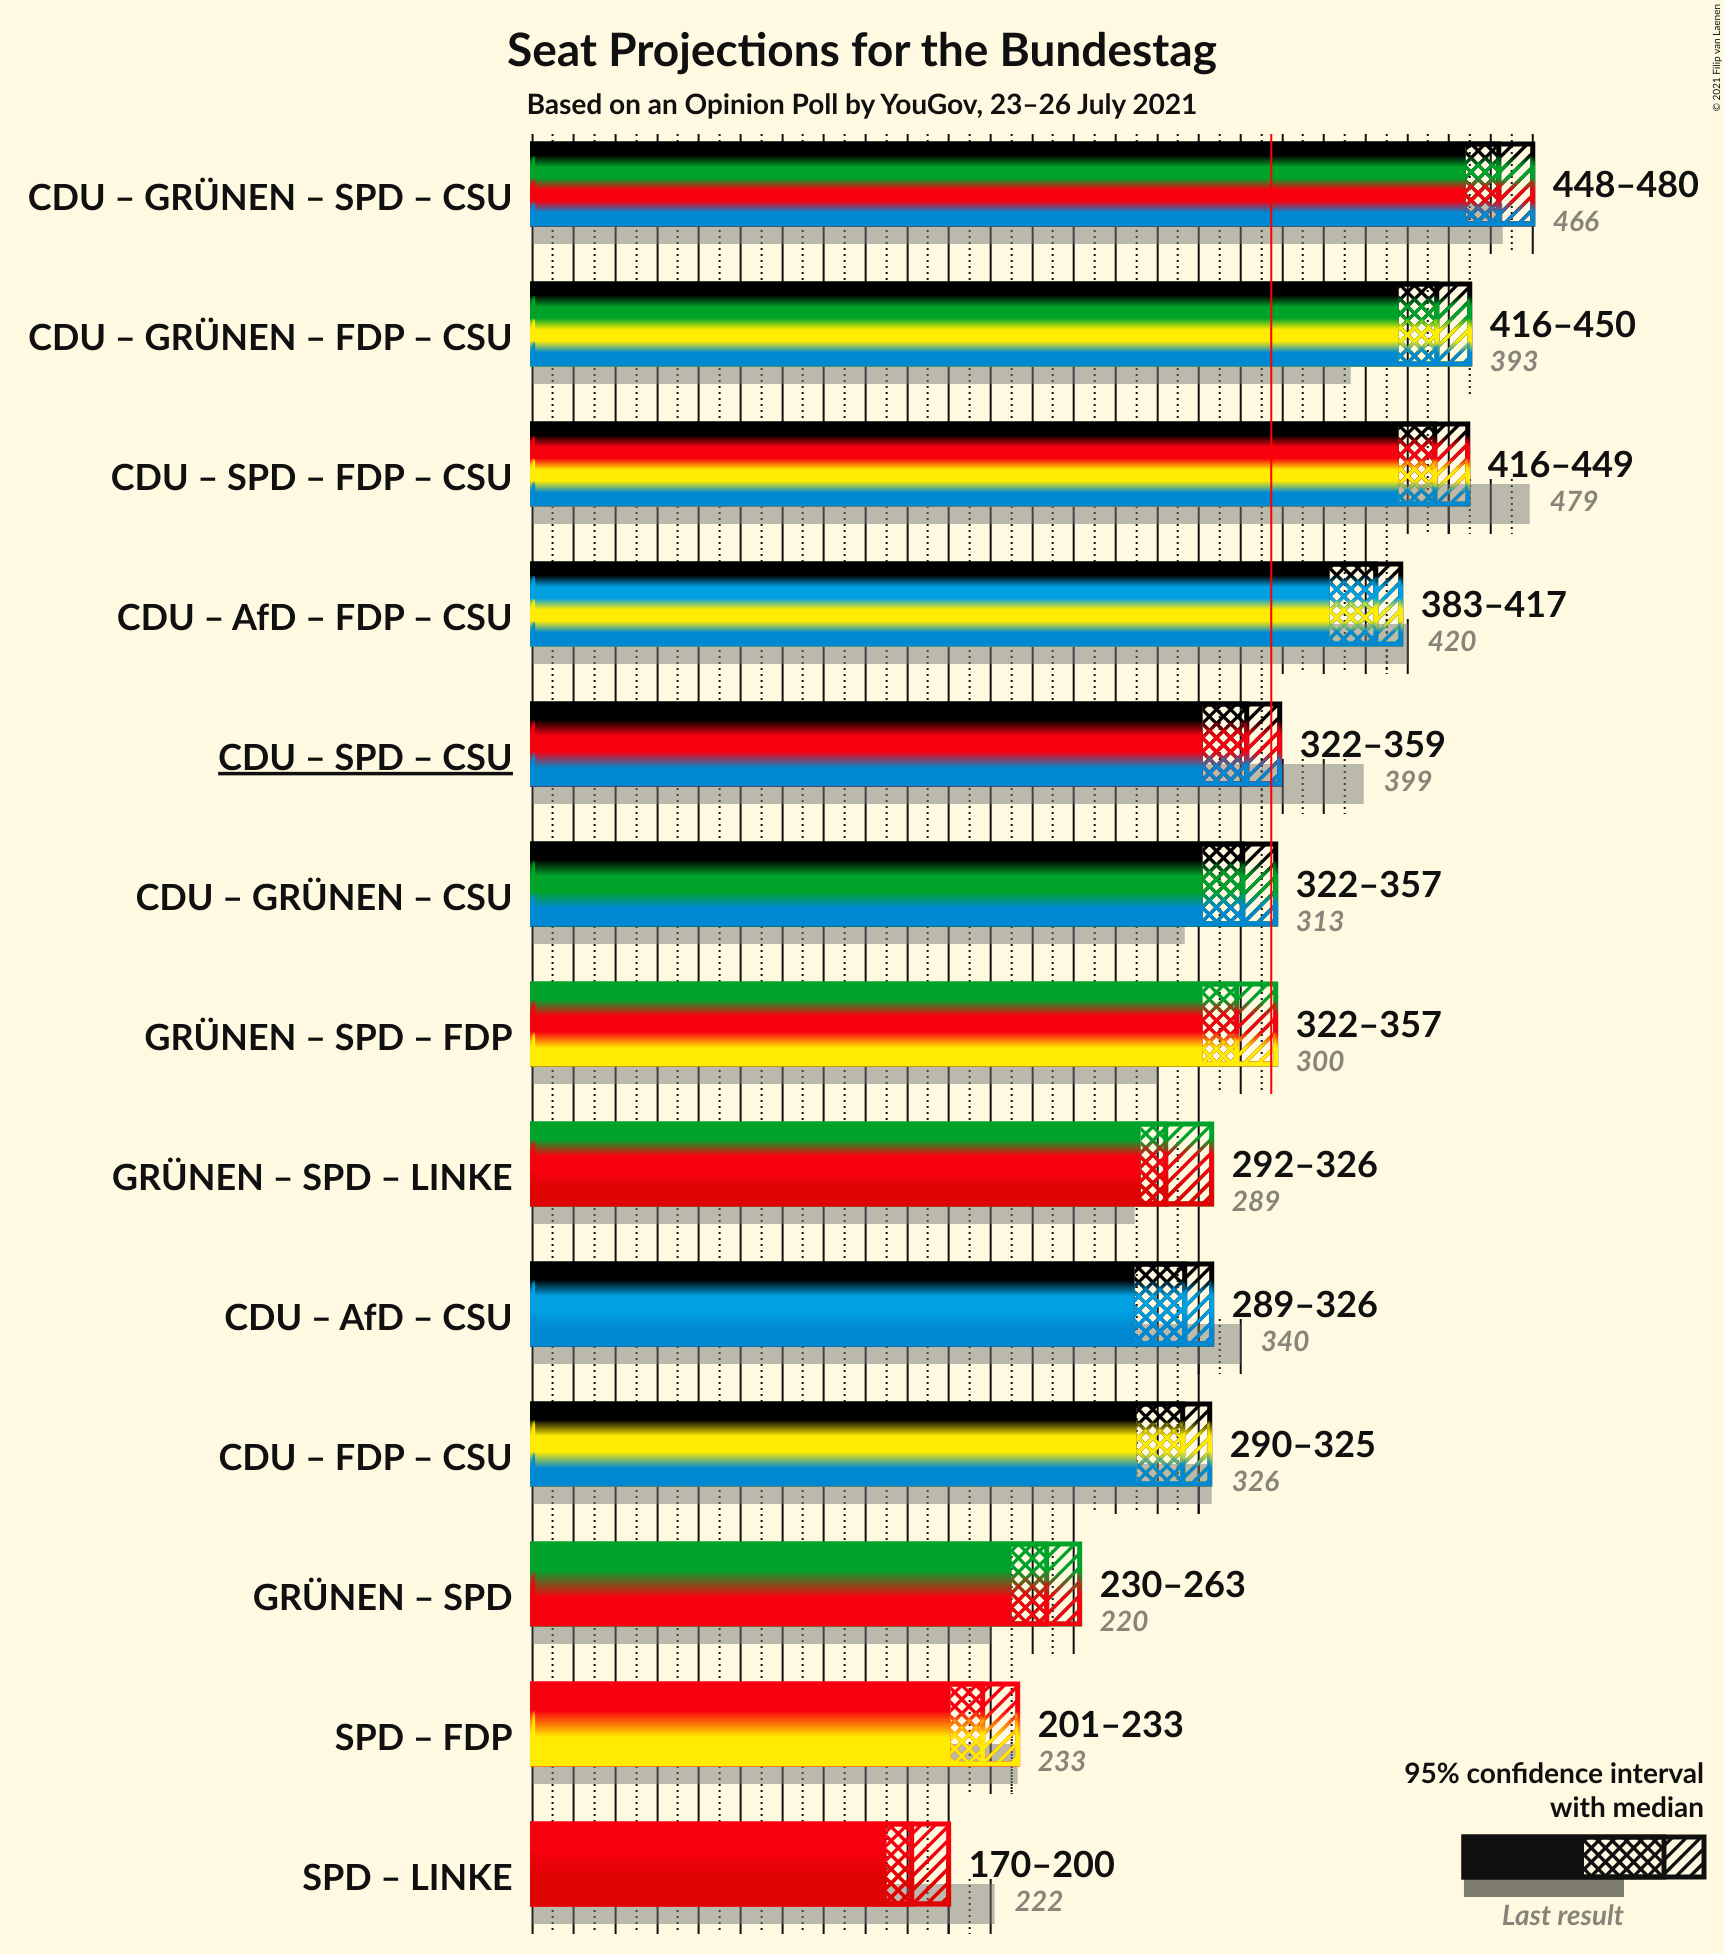 Seat Projections for the Bundestag
Based on an Opinion Poll by YouGov, 23–26 July 2021
© 2021 Filip van Laenen
CDU – GRÜNEN – SPD – CSU
448–480
466
CDU – GRÜNEN – FDP – CSU
416–450
393
CDU – SPD – FDP – CSU
416–449
479
CDU – AfD – FDP – CSU
383–417
420
CDU – SPD – CSU
322–359
399
CDU – GRÜNEN – CSU
322–357
313
GRÜNEN – SPD – FDP
322–357
300
GRÜNEN – SPD – LINKE
292–326
289
CDU – AfD – CSU
289–326
340
CDU – FDP – CSU
290–325
326
GRÜNEN – SPD
230–263
220
SPD – FDP
201–233
233
SPD – LINKE
170–200
222
95% confidence interval
with median
Last result